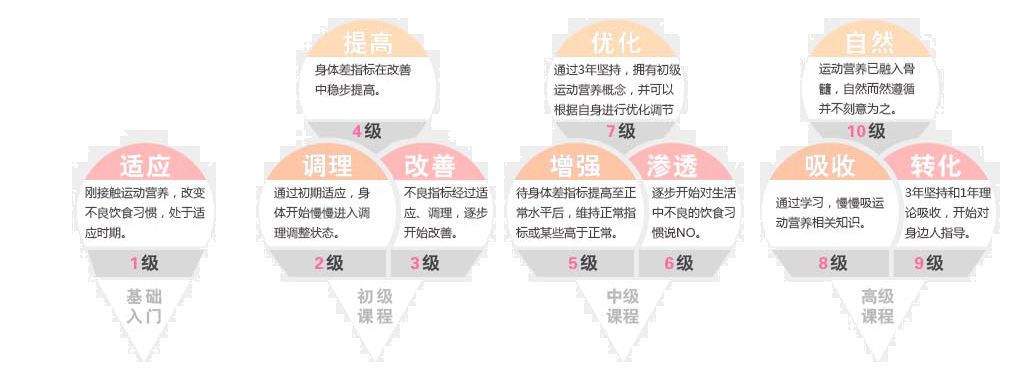 适应
刚接触运动营养，改变
不良饮食习惯，处于适
应时期。
1级
基础
入门
提高
身体差指标在改善
中稳步提高。
4级
调理
通过初期适应，身
体开始慢慢进入调
理调整状态。
2级
改善
不良指标经过适
应、调理，逐步
开始改善。
3级
初级
课程
优化
通过3年坚持，拥有初级
运动营养概念，并可以
根据自身进行优化调节
7级
增强
待身体差指标提高至正
常水平后，维持正常指
标或某些高于正常。
5级
渗透
逐步开始对生活
中不良的饮食习
惯说NO。
6级
中级
课程
自然
运动营养已融入骨
髓，自然而然遵循
并不刻意为之。
10级
吸收
通过学习，慢慢吸运
动营养相关知识。
8级
转化
3年坚持和1年理
论吸收，开始对
身边人指导。
9级
高级
课程